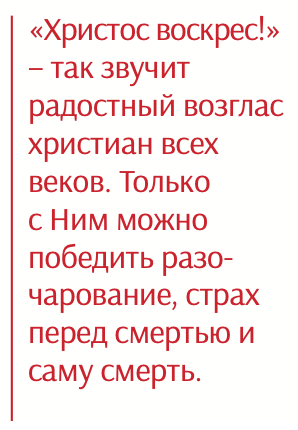 «Христос воскрес!»
– так звучит
радостный возглас
христиан всех
веков. Только
с Ним можно
победить разо-
чарование, страх
перед смертью и
саму смерть.